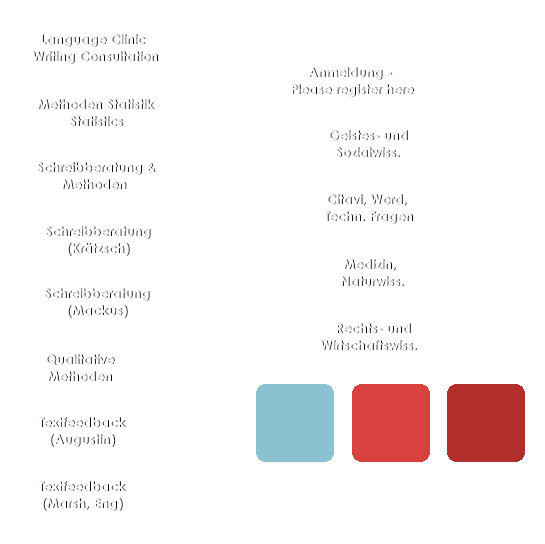 Language Clinic
Writing Consultation
Methoden Statistik
Statistics
Schreibberatung &
Methoden
Schreibberatung
(Krätzsch)
Schreibberatung
(Mackus)
Qualitative
Methoden
Textfeedback
(Augustin)
Textfeedback
(Marsh, Eng)
Anmeldung -
Please register here
Geistes- und
Sozialwiss.
Citavi, Word,
Techn. Fragen
Medizin,
Naturwiss.
Rechts- und
Wirtschaftswiss.